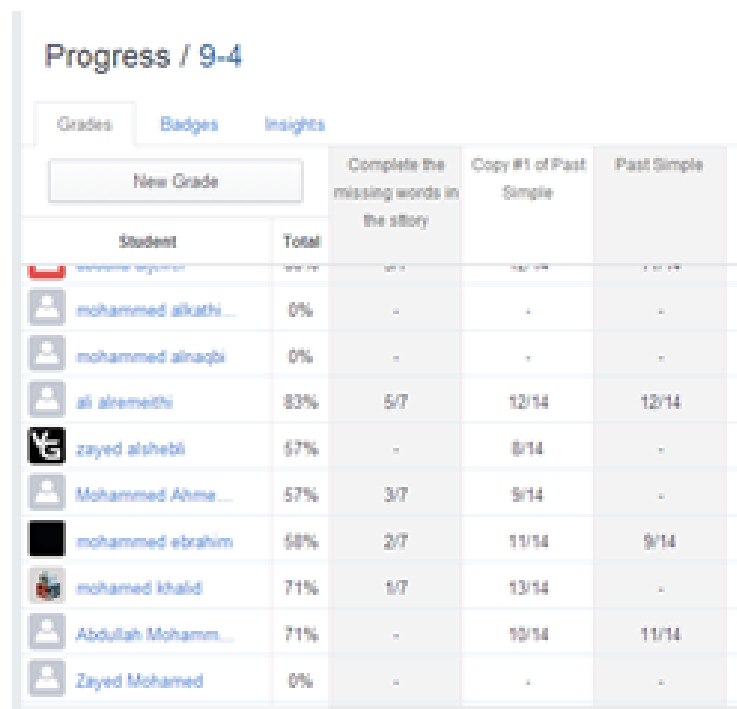 Progress / 9-4
Grades Badges Insights
New Grade
Complete the missing words in the sttory
Copy #1 of Past Simple
Past Simple
Student Total
mohammed alkathi... 0% - - -
mohammed alnaqbi 0% - - -
ali alremeithi 83% 5/7 12/14 12/14
VG zayed alshebli 57% - 8/14 -
Mohammed Ahme... 57% 3/7 9/14 -
mohammed ebrahim 2/7 11/14 9/14
mohamed khalid 71% 1/7 13/14 -
Abdullah Mohamm... 71% - 10/14 11/14
Zayed Mohamed 0% - - -